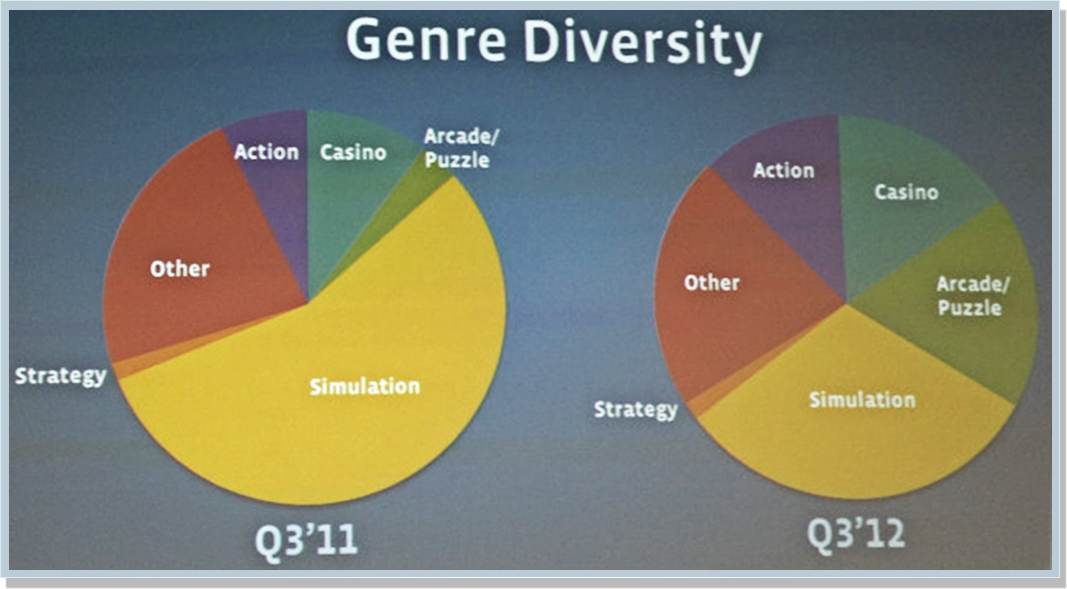 Genre Diversity
Action
Casino
Arcade/
Puzzle
Other
Strategy
Simulation
Q3’11
Action
Casino
Other
Arcade/
Puzzle
Strategy
Simulation
Q3’12